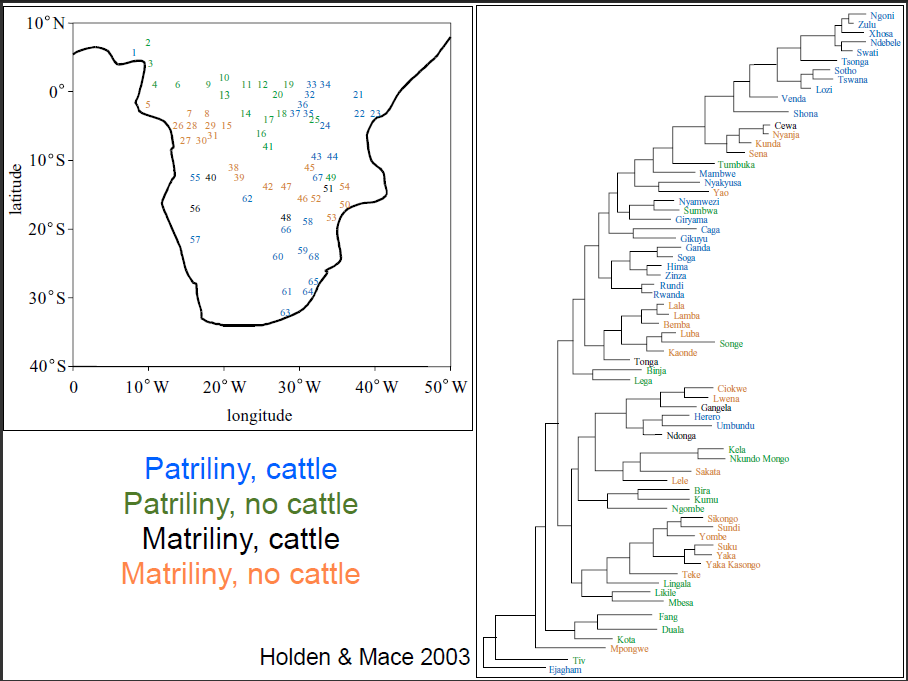 10°N
0°
10°S
20°S
30°S
40°S
latitude
0
10°W
20°W
30°W
40°W
50°W
longitude
2
1
3
4 6 9 10 11 12 19 33 34
13 20 32 21
5 36
7 8 14 17 18 37 35 22 23
26 28 29 15 16 25 24
27 30 31
41
43 44
11 45
55 40 12 67 49
42 47 51 54
62 46 52
56 50
48 53
66 58
57
59
60 68
65
61 64
63
Patriliny, cattle
Patriliny, no cattle
Matriliny, cattle
Matriliny, no cattle
Holden & Mace 2003
Ngoni
Zulu
Xhosa
Ndebele
Swati
Tsonga
Sotho
Tswana
Lozi
Venda
Shona
Cewa
Nyanja
Kunda
Sena
Tumbuka
Mambwe
Nyakyusa
Yao
Nyamwezi
Sumbwa
Giryama
Caga
Gikuyu
Ganda
Soga
Hima
Zinza
Rundi
Rwanda
Lala
Lamba
Bemba
Luba
Songe
Kaonde
Tonga
Binja
Lega
Ciokwe
Lwena
Gangela
Herero
Umbundu
Ndonga
Kela
Nkundo Mongo
Sakata
Lele
Bira
Kumu
Ngombe
Sikongo
Sundi
Yombe
Suku
Yaka
Yaka Kasongo
Teke
Lingala
Likile
Mbesa
Fang
Duala
Kota
Mpongwe
Tiv
Ejagham